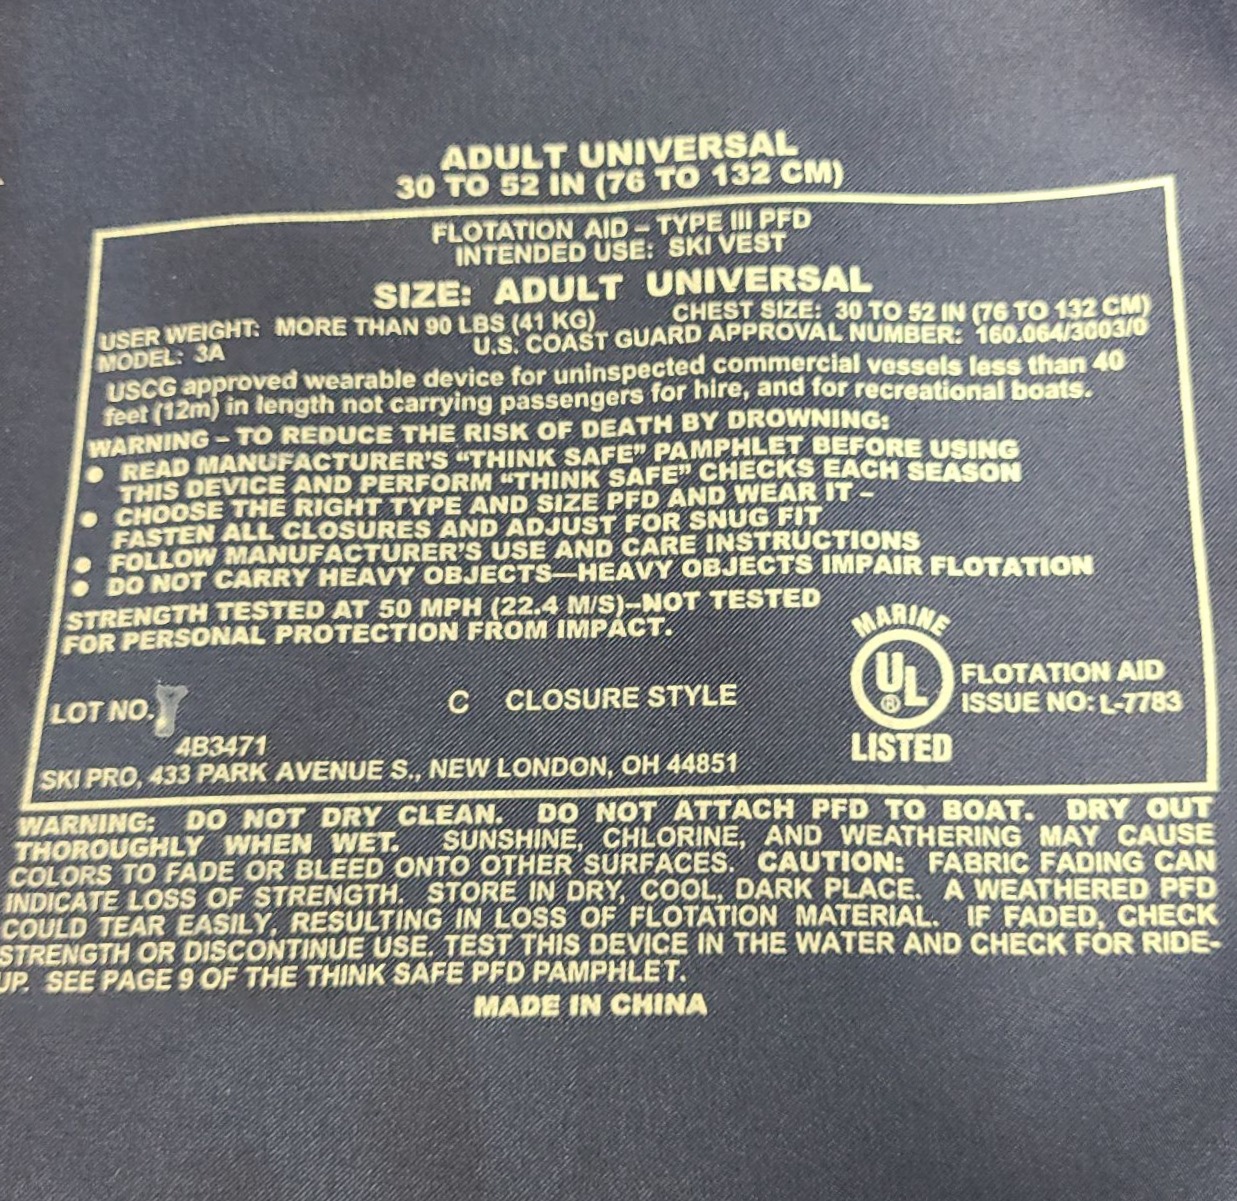 ADULT UNIVERSAL
30 TO 52 IN (76 TO 132 CM)
FLOTATION AID – TYPE III PFD
INTENDED USE: SKI VEST
SIZE: ADULT UNIVERSAL
USER WEIGHT: MORE THAN 90 LBS (41 KG) CHEST SIZE: 30 TO 52 IN (76 TO 132 CM)
MODEL: 3A U.S. COAST GUARD APPROVAL NUMBER: 160.064/3003/0
USCG approved wearable device for uninspected commercial vessels less than 40
feet (12m) in length not carrying passengers for hire, and for recreational boats.
WARNING – TO REDUCE THE RISK OF DEATH BY DROWNING:
● READ MANUFACTURER'S "THINK SAFE" PAMPHLET BEFORE USING
THIS DEVICE AND PERFORM "THINK SAFE" CHECKS EACH SEASON
● CHOOSE THE RIGHT TYPE AND SIZE PFD AND WEAR IT –
FASTEN ALL CLOSURES AND ADJUST FOR SNUG FIT
● FOLLOW MANUFACTURER'S USE AND CARE INSTRUCTIONS
● DO NOT CARRY HEAVY OBJECTS—HEAVY OBJECTS IMPAIR FLOTATION
STRENGTH TESTED AT 50 MPH (22.4 M/S)–NOT TESTED
FOR PERSONAL PROTECTION FROM IMPACT.
MARINE
UL ®
LISTED
FLOTATION AID
ISSUE NO: L-7783
LOT NO. Y
C CLOSURE STYLE
4B3471
SKI PRO, 433 PARK AVENUE S., NEW LONDON, OH 44851
WARNING: DO NOT DRY CLEAN. DO NOT ATTACH PFD TO BOAT. DRY OUT
THOROUGHLY WHEN WET. SUNSHINE, CHLORINE, AND WEATHERING MAY CAUSE
COLORS TO FADE OR BLEED ONTO OTHER SURFACES. CAUTION: FABRIC FADING CAN
INDICATE LOSS OF STRENGTH. STORE IN DRY, COOL, DARK PLACE. A WEATHERED PFD
COULD TEAR EASILY, RESULTING IN LOSS OF FLOTATION MATERIAL. IF FADED, CHECK
STRENGTH OR DISCONTINUE USE. TEST THIS DEVICE IN THE WATER AND CHECK FOR RIDE-
UP. SEE PAGE 9 OF THE THINK SAFE PFD PAMPHLET.
MADE IN CHINA